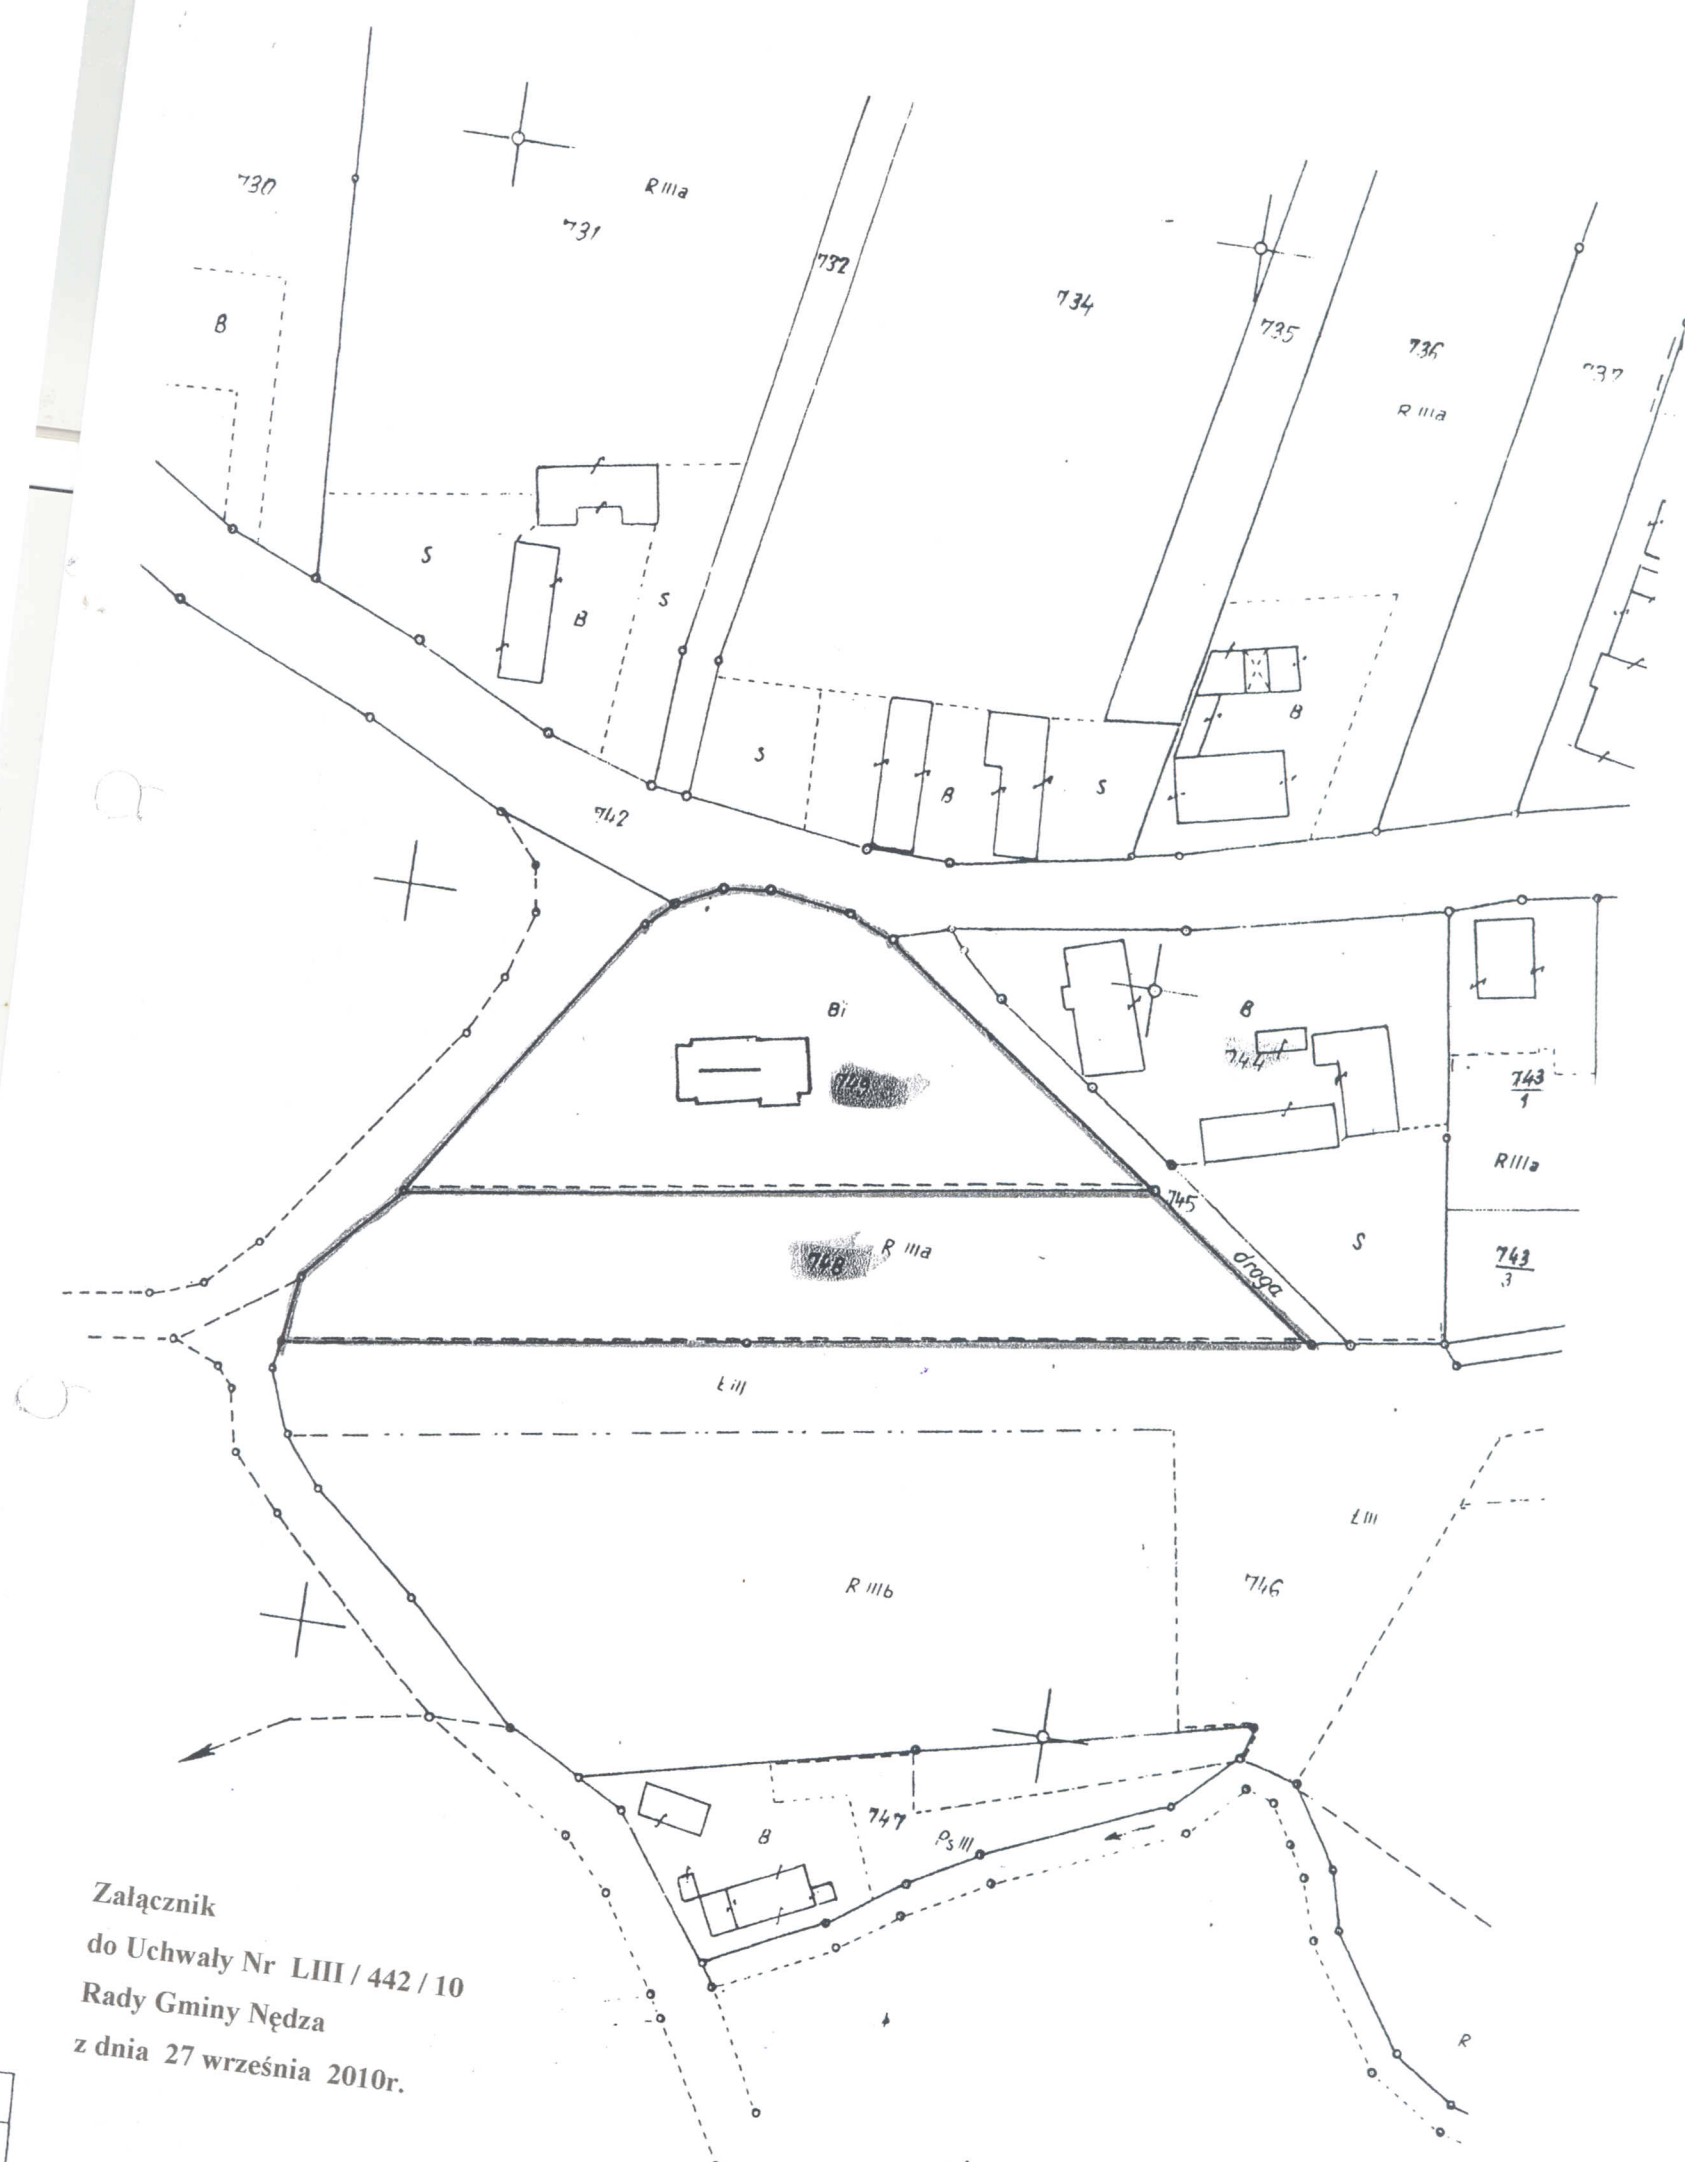 730
R IIIa
731
732
734
735
736
R IIIa
737
B
S
B
S
742
S
B
S
B
Bi
749
B
744
743
1
R IIIa
745
droga
S
743
3
748
R IIIa
Ł III
Ł III
R IIIb
746
747
B
Ps III
R
Załącznik
do Uchwały Nr LIII / 442 / 10
Rady Gminy Nędza
z dnia 27 września 2010r.